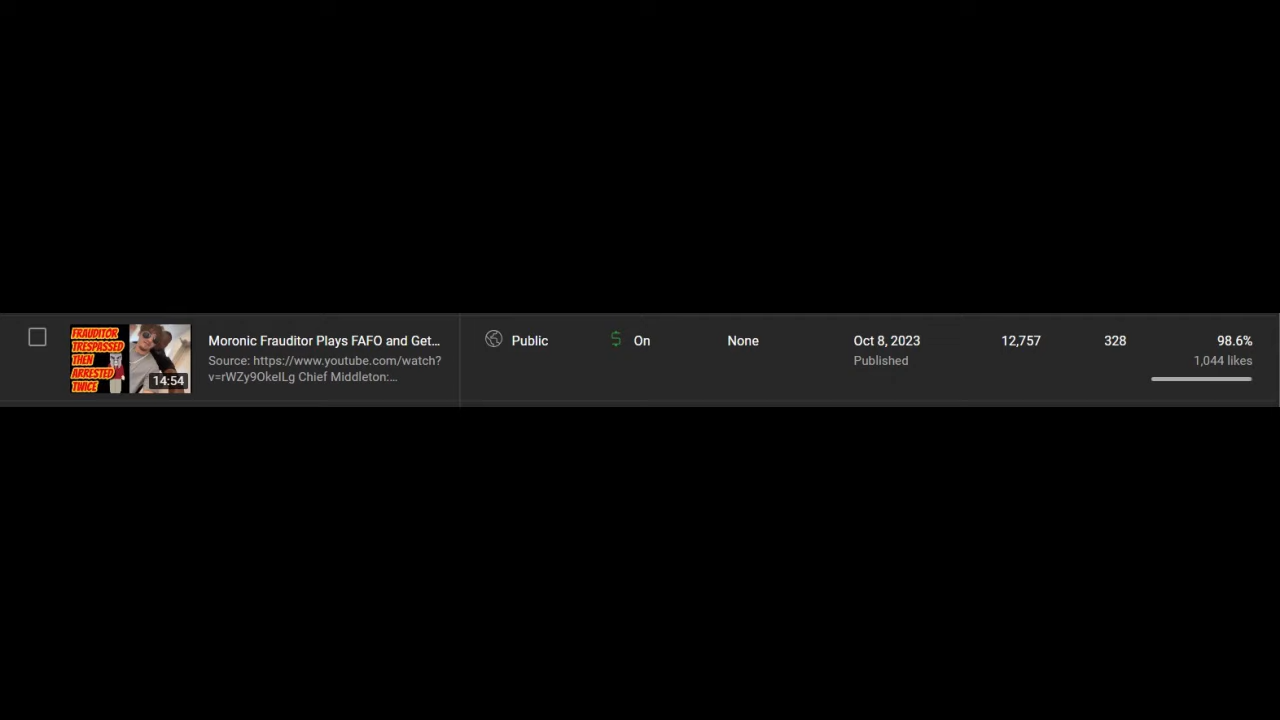 FRAUDITOR
TRESPASSED
THEN
ARRESTED
TWICE
14:54
Moronic Frauditor Plays FAFO and Get…
Source: https://www.youtube.com/watch?
v=rWZy9OkeILg Chief Middleton:…
Public
On
None
Oct 8, 2023
Published
12,757
328
98.6%
1,044 likes